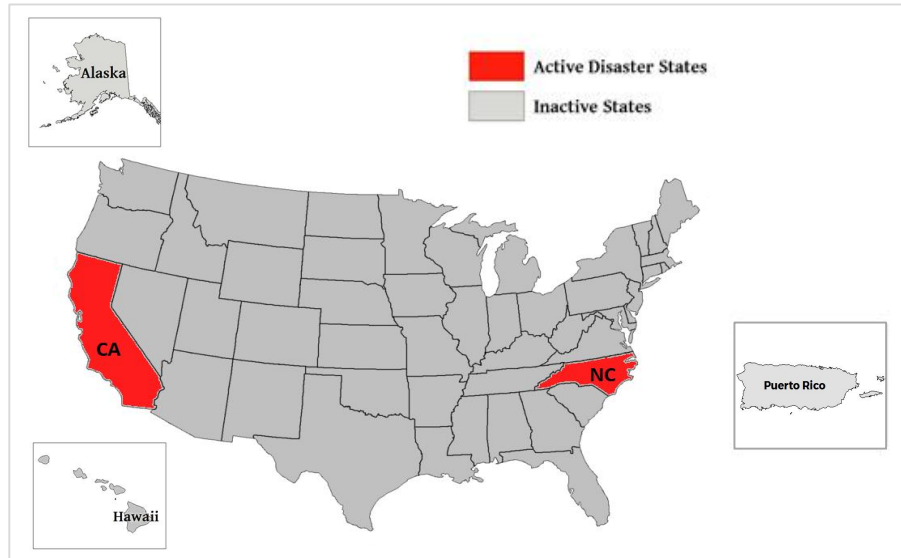 Alaska
Active Disaster States
Inactive States
CA
NC
Puerto Rico
Hawaii